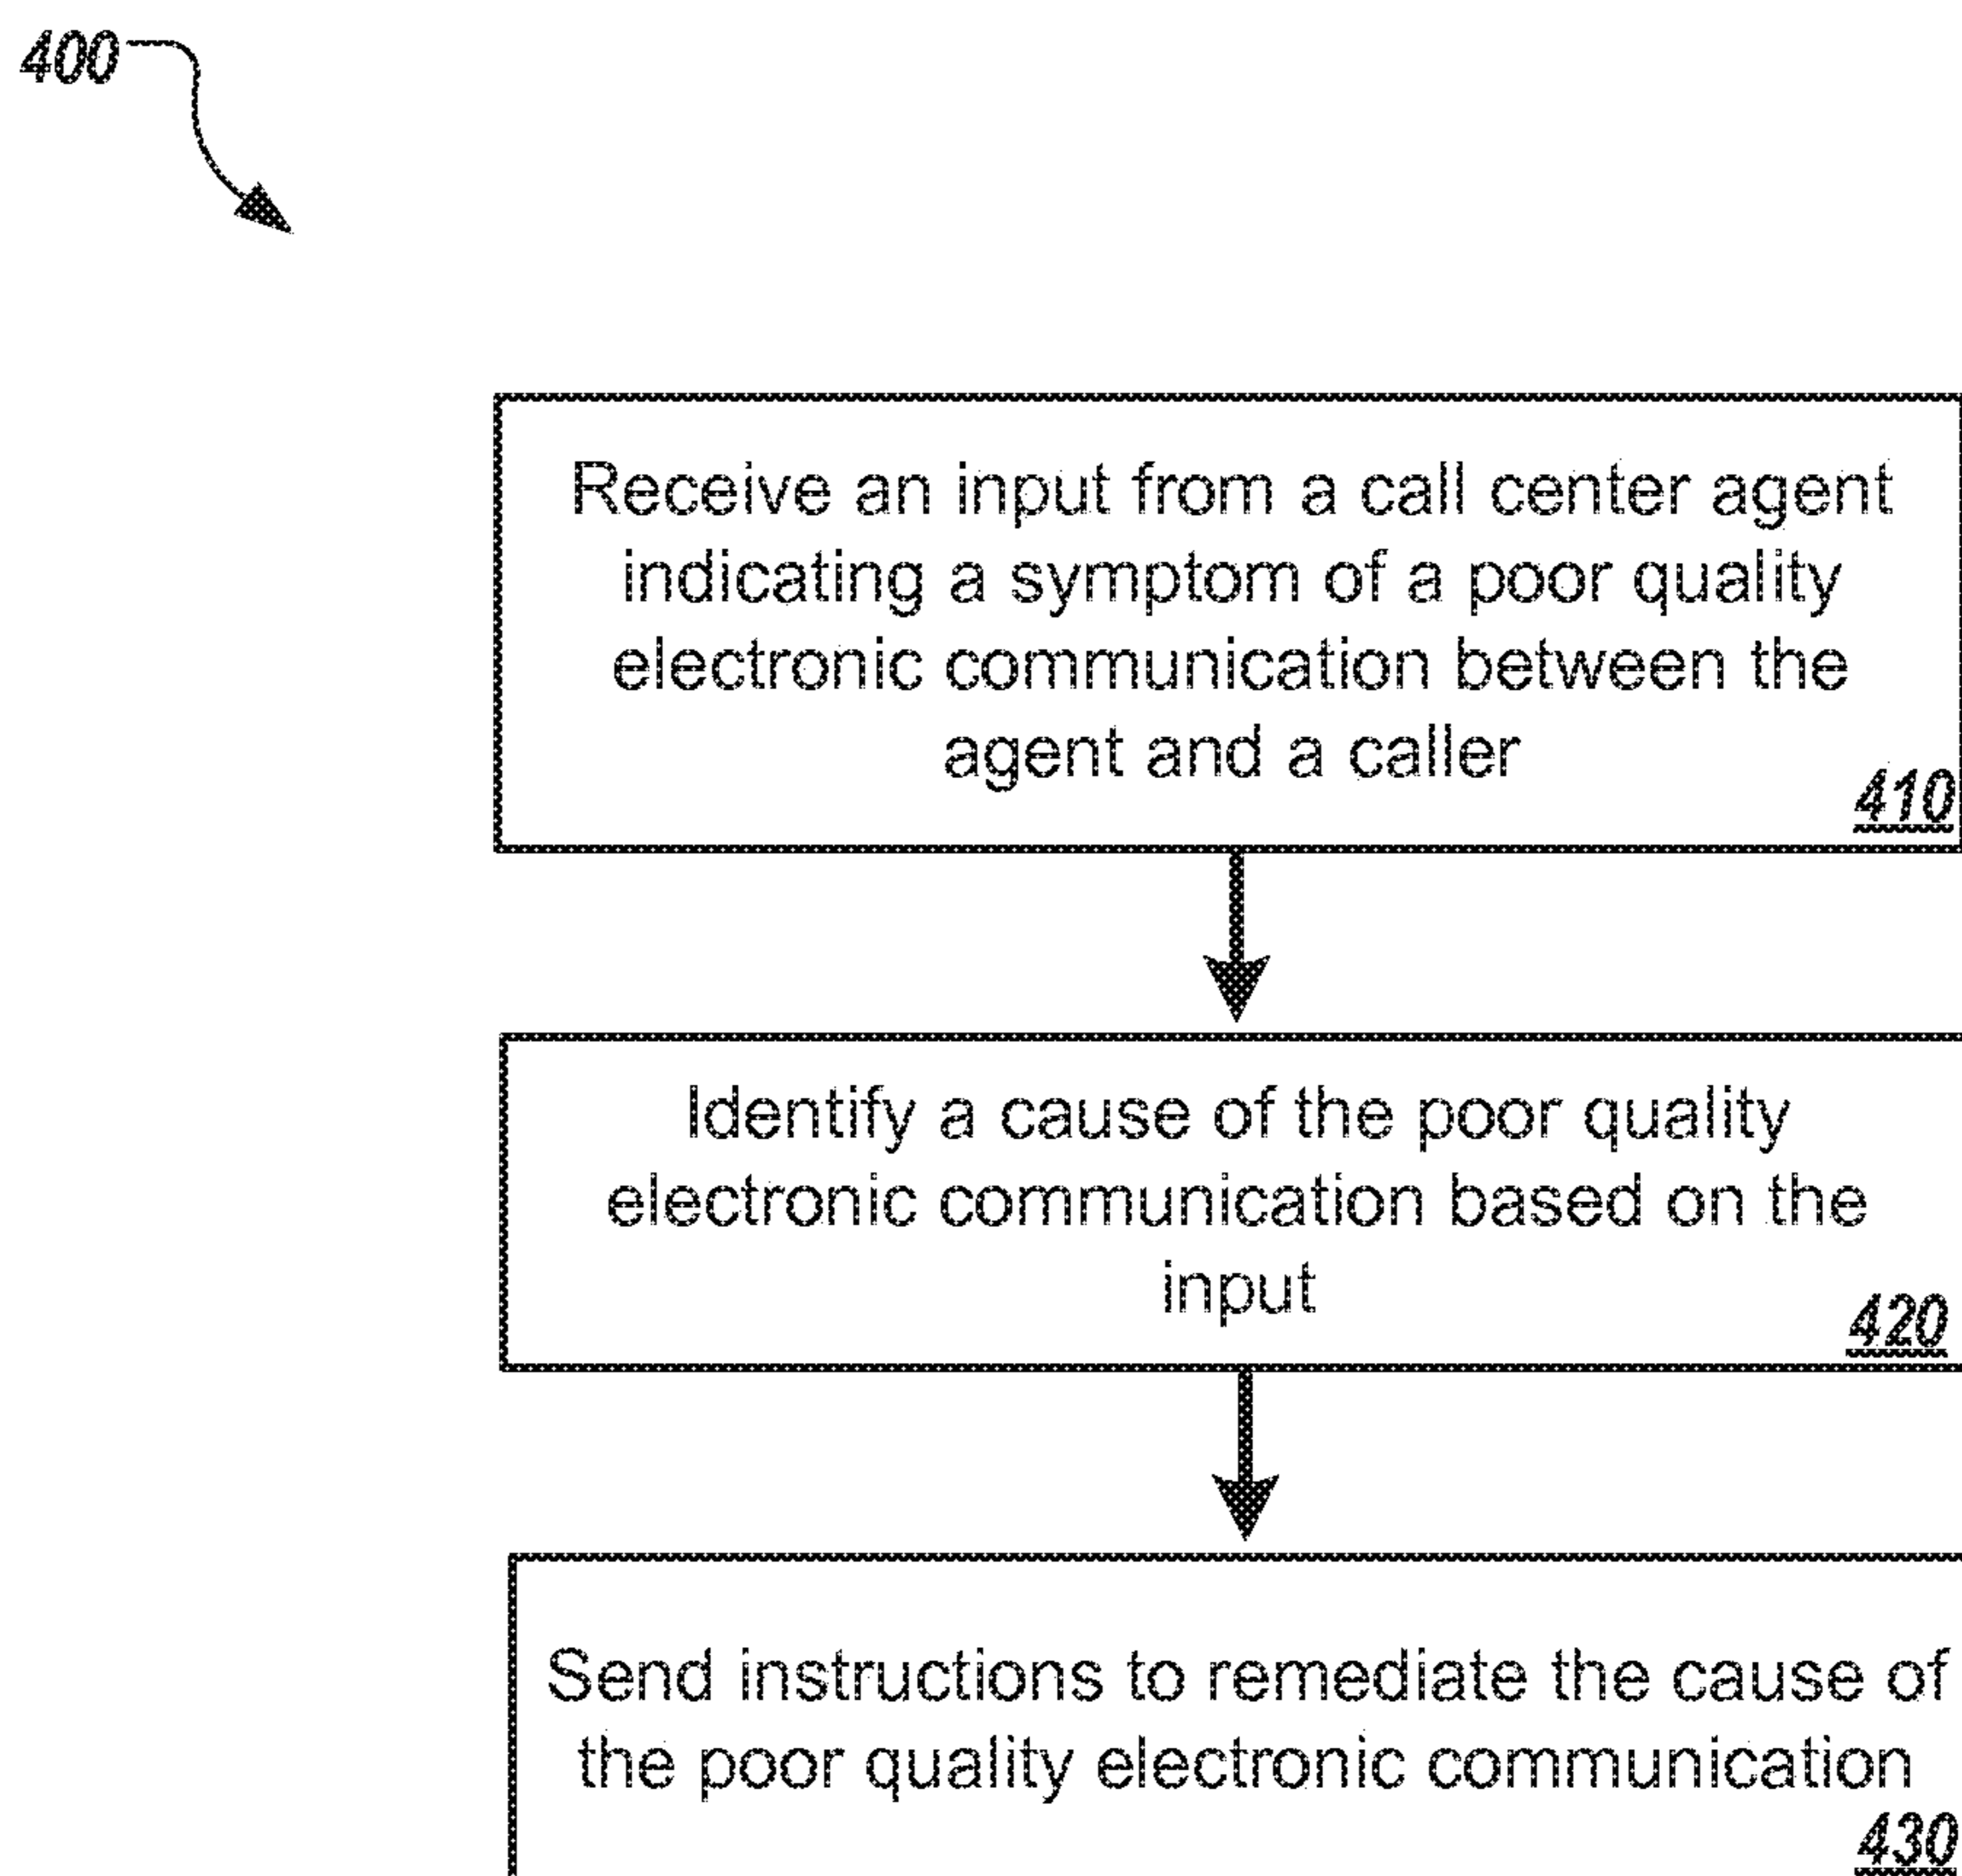 400
Receive an input from a call center agent
indicating a symptom of a poor quality
electronic communication between the
agent and a caller
410
Identify a cause of the poor quality
electronic communication based on the
input
420
Send instructions to remediate the cause of
the poor quality electronic communication
430